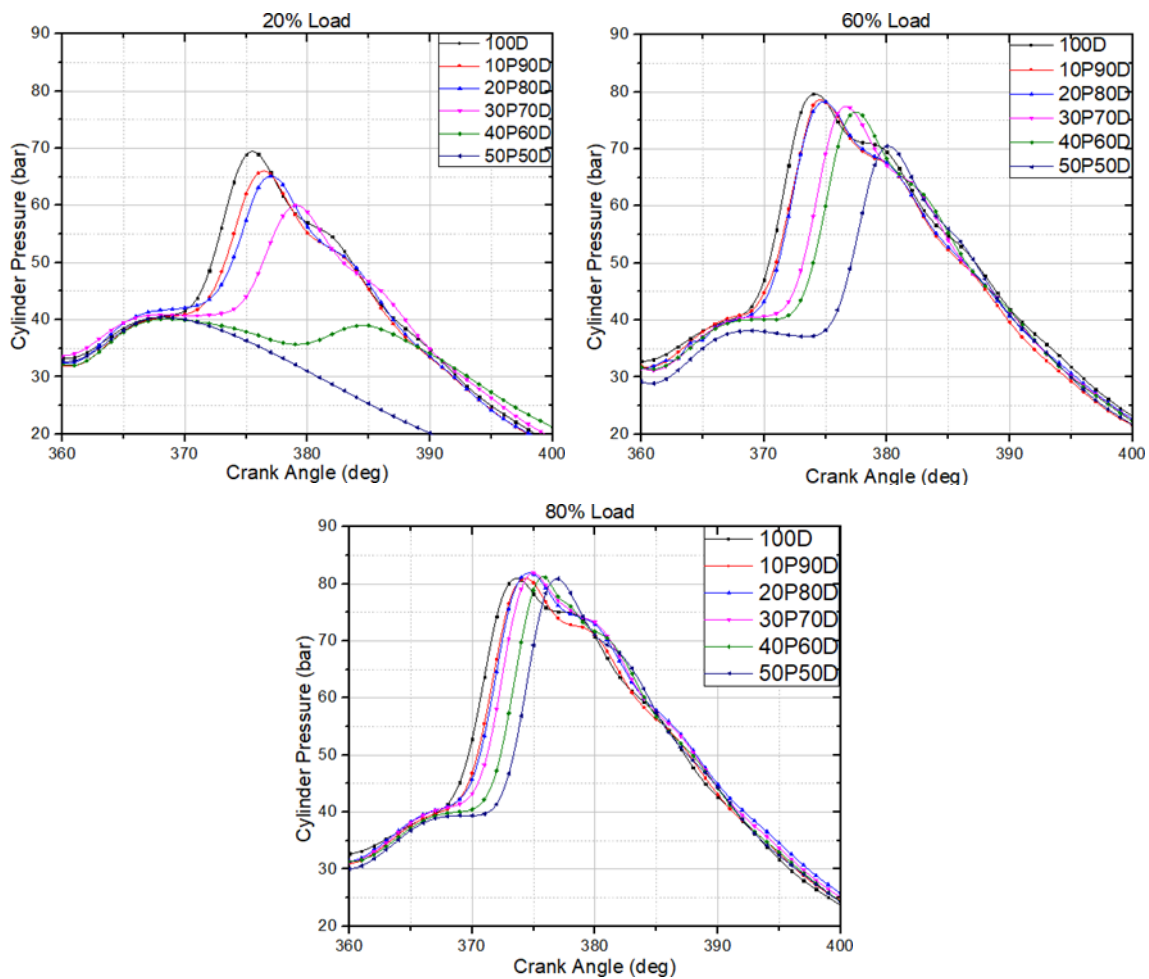 20% Load
90
80
70
60
50
40
30
20
Cylinder Pressure (bar)
100D
10P90D
20P80D
30P70D
40P60D
50P50D
360
370
380
390
400
Crank Angle (deg)
60% Load
90
80
70
60
50
40
30
20
Cylinder Pressure (bar)
100D
10P90D
20P80D
30P70D
40P60D
50P50D
360
370
380
390
400
Crank Angle (deg)
80% Load
90
80
70
60
50
40
30
20
Cylinder Pressure (bar)
100D
10P90D
20P80D
30P70D
40P60D
50P50D
360
370
380
390
400
Crank Angle (deg)